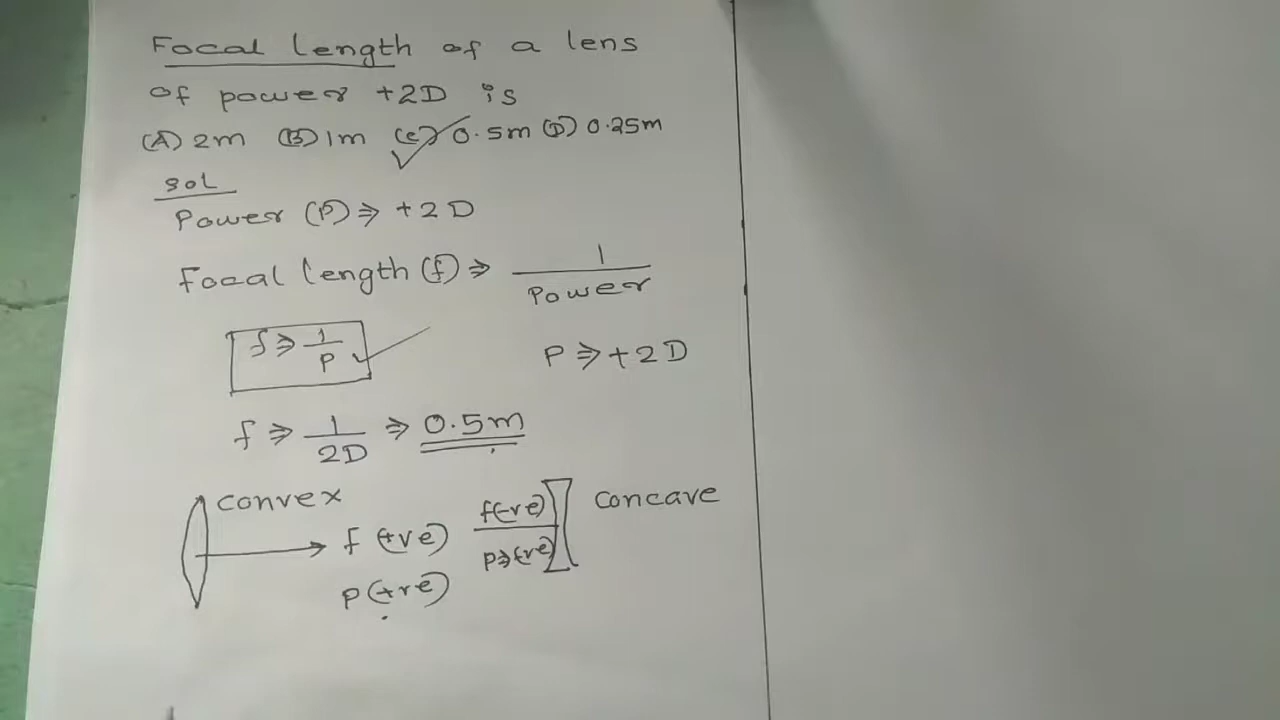 Focal length of a lens
of power +2D is
(A) 2m (B) 1m (C) 0.5m (D) 0.25m
sol
Power (P) ⇒ +2D
Focal length (f) ⇒ 1/Power
f ⇒ 1/P
P ⇒ +2D
f ⇒ 1/2D ⇒ 0.5m
convex
f (+ve)
P (+ve)
f(-ve)
P⇒(-ve)
concave